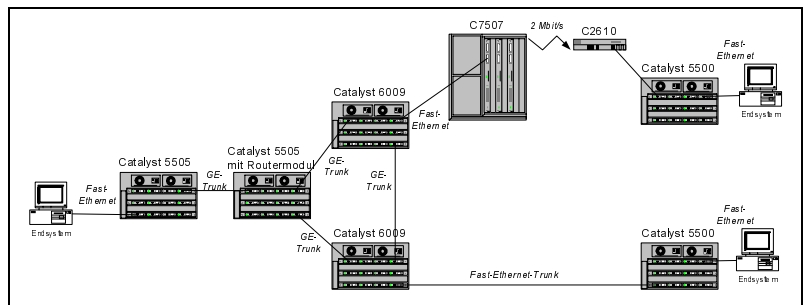 C7507
2 Mbit/s
C2610
Fast-
Ethernet
Catalyst 5500
Endsystem
Catalyst 6009
Fast-
Ethernet
Catalyst 5505
Catalyst 5505
mit Routermodul
GE-
Trunk
GE-
Trunk
GE-
Trunk
Fast-
Ethernet
Endsystem
GE-
Trunk
Catalyst 6009
Fast-Ethernet-Trunk
Catalyst 5500
Fast-
Ethernet
Endsystem